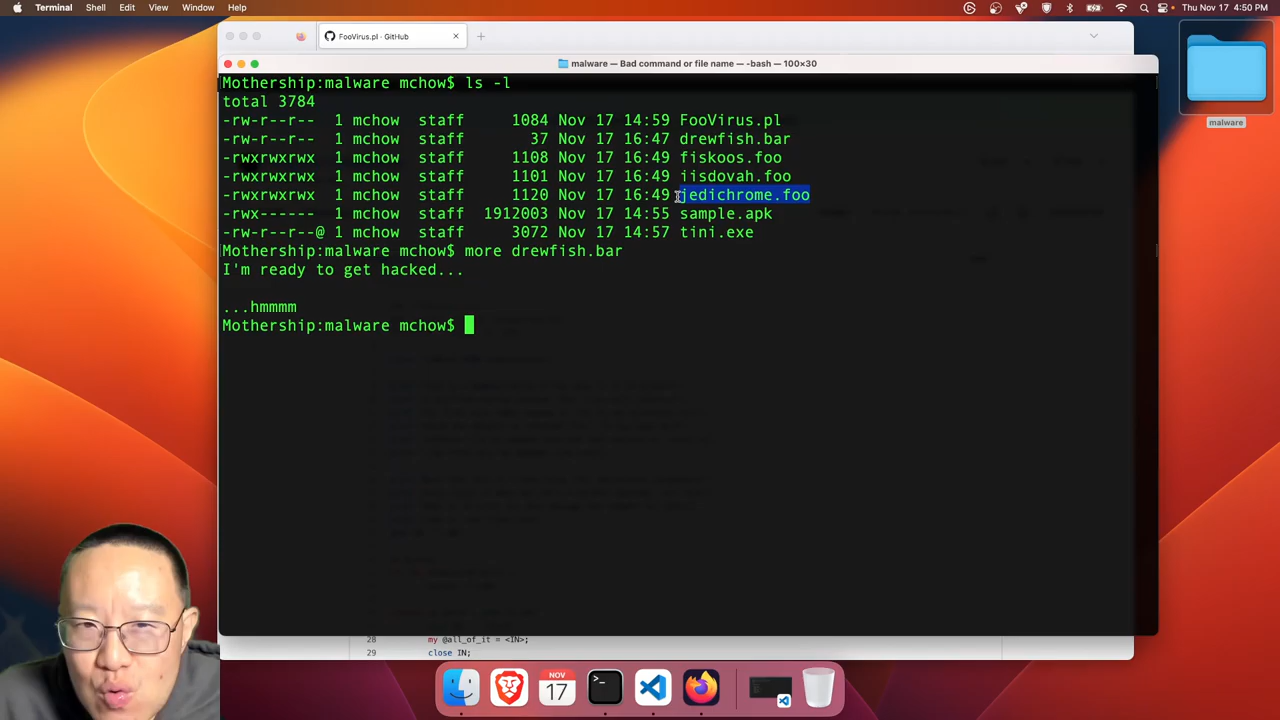 Terminal Shell Edit View Window Help Thu Nov 17 4:50 PM
FooVirus.pl · GitHub
malware — Bad command or file name — -bash — 100×30
malware
Mothership:malware mchow$ ls -l
total 3784
-rw-r--r-- 1 mchow staff 1084 Nov 17 14:59 FooVirus.pl
-rw-r--r-- 1 mchow staff 37 Nov 17 16:47 drewfish.bar
-rwxrwxrwx 1 mchow staff 1108 Nov 17 16:49 fiskoos.foo
-rwxrwxrwx 1 mchow staff 1101 Nov 17 16:49 iisdovah.foo
-rwxrwxrwx 1 mchow staff 1120 Nov 17 16:49 jedichrome.foo
-rwx------ 1 mchow staff 1912003 Nov 17 14:55 sample.apk
-rw-r--r--@ 1 mchow staff 3072 Nov 17 14:57 tini.exe
Mothership:malware mchow$ more drewfish.bar
I'm ready to get hacked...
...hmmmm
Mothership:malware mchow$
28 my @all_of_it = <IN>;
29 close IN;
NOV
17